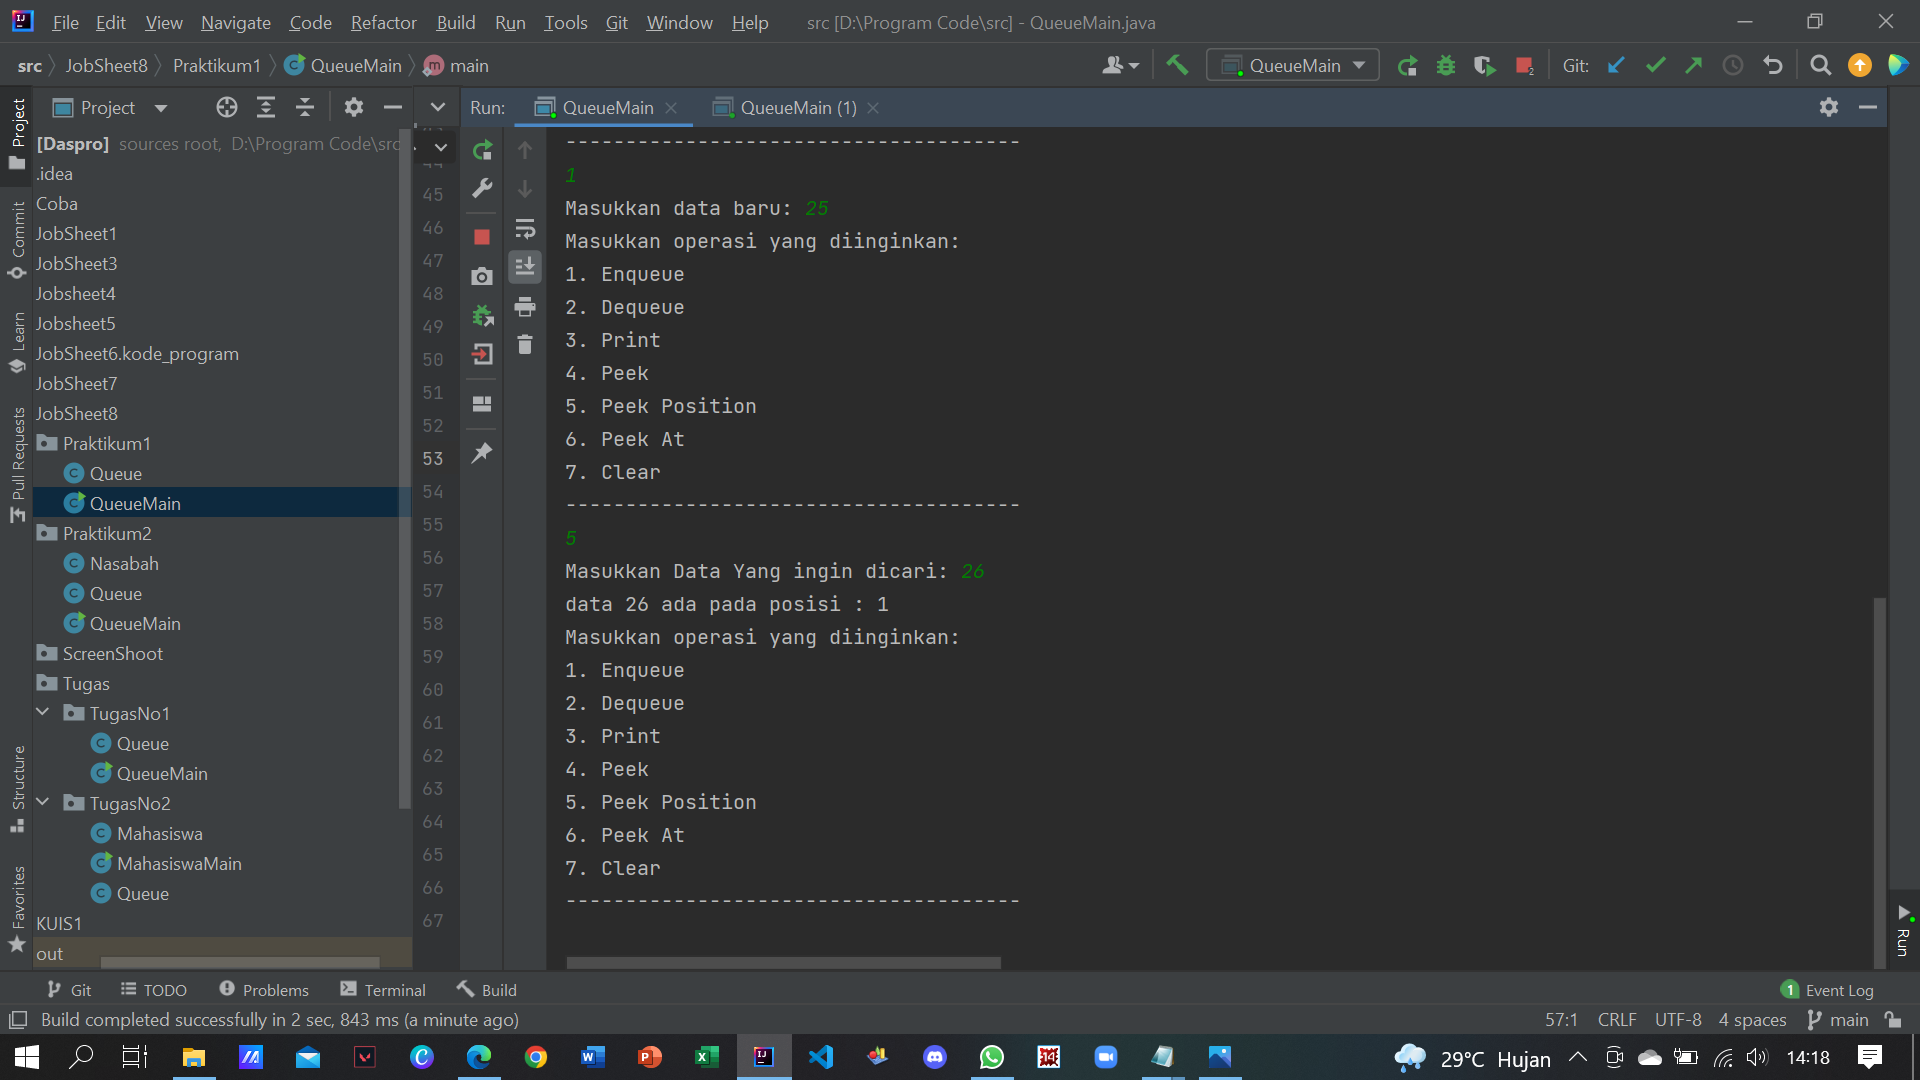 File Edit View Navigate Code Refactor Build Run Tools Git Window Help src [D:\Program Code\src] - QueueMain.java
src JobSheet8 Praktikum1 QueueMain main
QueueMain
Git:
Project
Run: QueueMain QueueMain (1)
[Daspro] sources root, D:\Program Code\src
.idea
Coba
JobSheet1
JobSheet3
Jobsheet4
Jobsheet5
JobSheet6.kode_program
JobSheet7
JobSheet8
Praktikum1
Queue
QueueMain
Praktikum2
Nasabah
Queue
QueueMain
ScreenShoot
Tugas
TugasNo1
Queue
QueueMain
TugasNo2
Mahasiswa
MahasiswaMain
Queue
KUIS1
out
Project
Commit
Learn
Pull Requests
Structure
Favorites
45
46
47
48
49
50
51
52
53
54
55
56
57
58
59
60
61
62
63
64
65
66
67
--------------------------------------
1
Masukkan data baru: 25
Masukkan operasi yang diinginkan:
1. Enqueue
2. Dequeue
3. Print
4. Peek
5. Peek Position
6. Peek At
7. Clear
--------------------------------------
5
Masukkan Data Yang ingin dicari: 26
data 26 ada pada posisi : 1
Masukkan operasi yang diinginkan:
1. Enqueue
2. Dequeue
3. Print
4. Peek
5. Peek Position
6. Peek At
7. Clear
--------------------------------------
Run
Git TODO Problems Terminal Build
1 Event Log
Build completed successfully in 2 sec, 843 ms (a minute ago)
57:1 CRLF UTF-8 4 spaces main
29°C Hujan 14:18